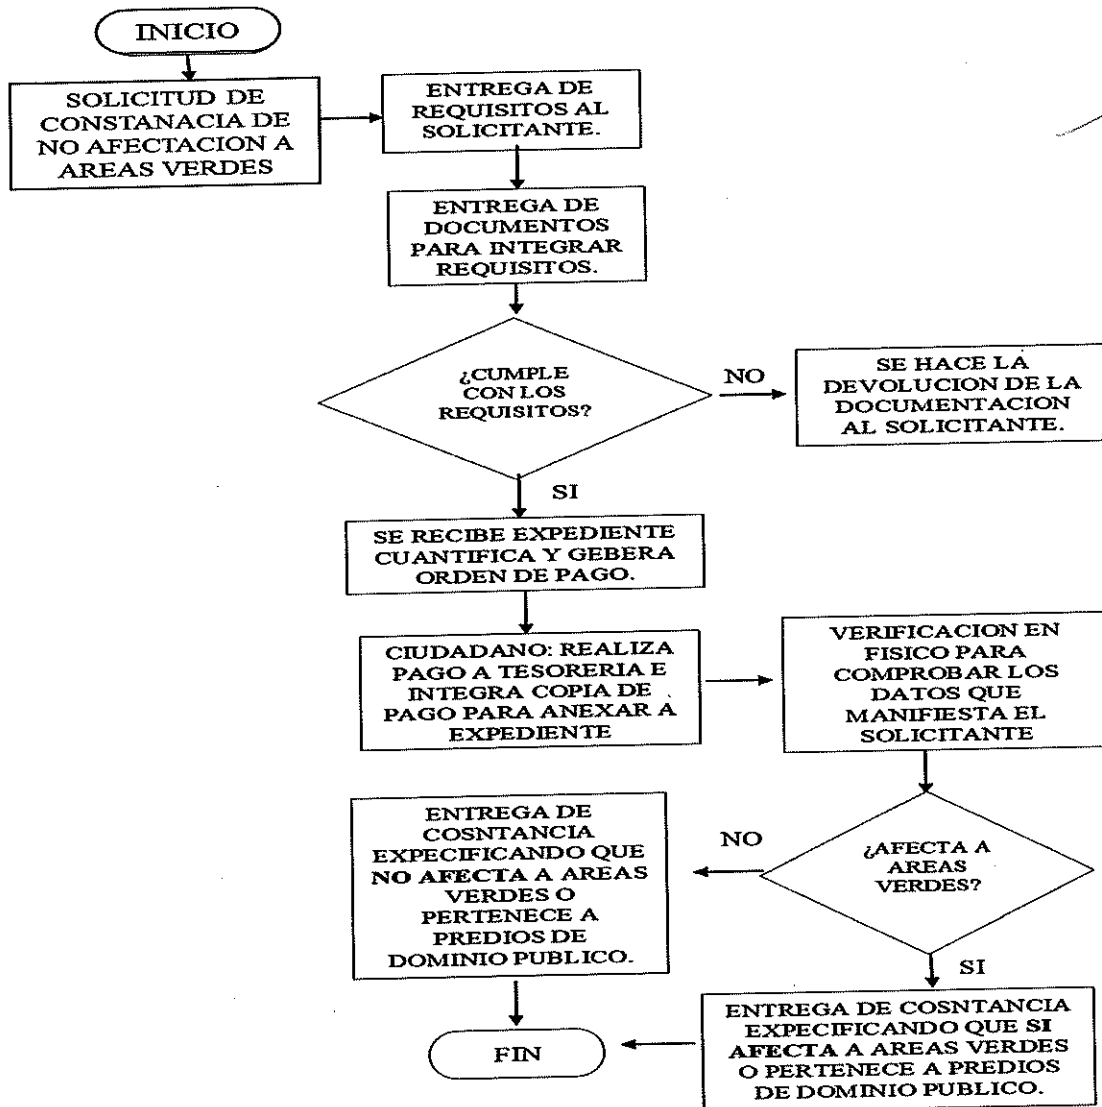 INICIO
SOLICITUD DE
CONSTANACIA DE
NO AFECTACION A
AREAS VERDES
ENTREGA DE
REQUISITOS AL
SOLICITANTE.
ENTREGA DE
DOCUMENTOS
PARA INTEGRAR
REQUISITOS.
¿CUMPLE
CON LOS
REQUISITOS?
NO
SE HACE LA
DEVOLUCION DE LA
DOCUMENTACION
AL SOLICITANTE.
SI
SE RECIBE EXPEDIENTE
CUANTIFICA Y GEBERA
ORDEN DE PAGO.
CIUDADANO: REALIZA
PAGO A TESORERIA E
INTEGRA COPIA DE
PAGO PARA ANEXAR A
EXPEDIENTE
VERIFICACION EN
FISICO PARA
COMPROBAR LOS
DATOS QUE
MANIFIESTA EL
SOLICITANTE
¿AFECTA A
AREAS
VERDES?
NO
ENTREGA DE
COSNTANCIA
EXPECIFICANDO QUE
NO AFECTA A AREAS
VERDES O
PERTENECE A
PREDIOS DE
DOMINIO PUBLICO.
SI
ENTREGA DE COSNTANCIA
EXPECIFICANDO QUE SI
AFECTA A AREAS VERDES
O PERTENECE A PREDIOS
DE DOMINIO PUBLICO.
FIN